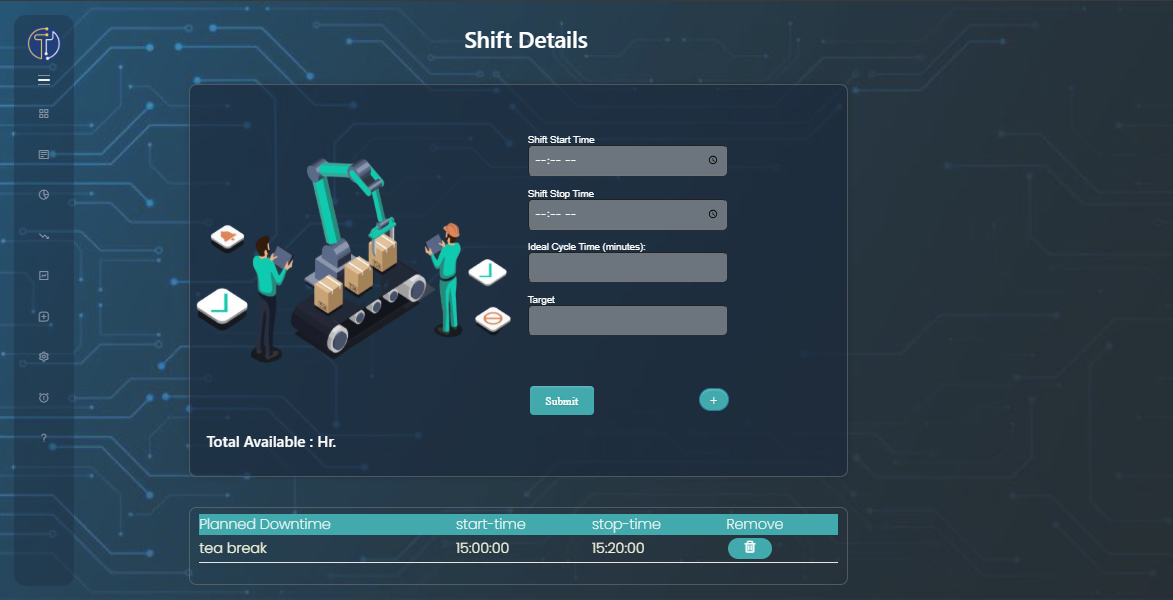 Shift Details
Shift Start Time
--:-- --
Shift Stop Time
--:-- --
Ideal Cycle Time (minutes):
Target
Submit +
Total Available : Hr.
Planned Downtime start-time stop-time Remove
tea break 15:00:00 15:20:00
?